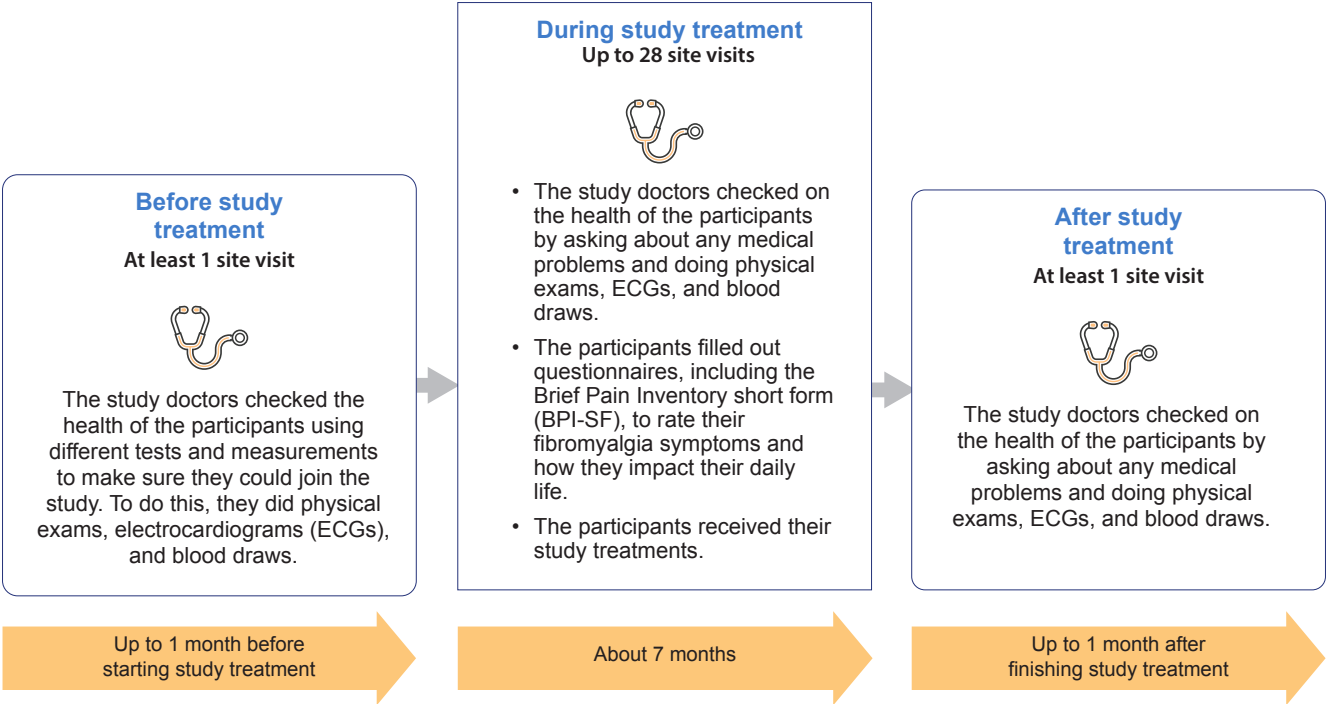 Before study
treatment
At least 1 site visit
The study doctors checked the
health of the participants using
different tests and measurements
to make sure they could join the
study. To do this, they did physical
exams, electrocardiograms (ECGs),
and blood draws.
Up to 1 month before
starting study treatment
During study treatment
Up to 28 site visits
• The study doctors checked on
the health of the participants
by asking about any medical
problems and doing physical
exams, ECGs, and blood
draws.
• The participants filled out
questionnaires, including the
Brief Pain Inventory short form
(BPI-SF), to rate their
fibromyalgia symptoms and
how they impact their daily
life.
• The participants received their
study treatments.
About 7 months
After study
treatment
At least 1 site visit
The study doctors checked on
the health of the participants by
asking about any medical
problems and doing physical
exams, ECGs, and blood draws.
Up to 1 month after
finishing study treatment